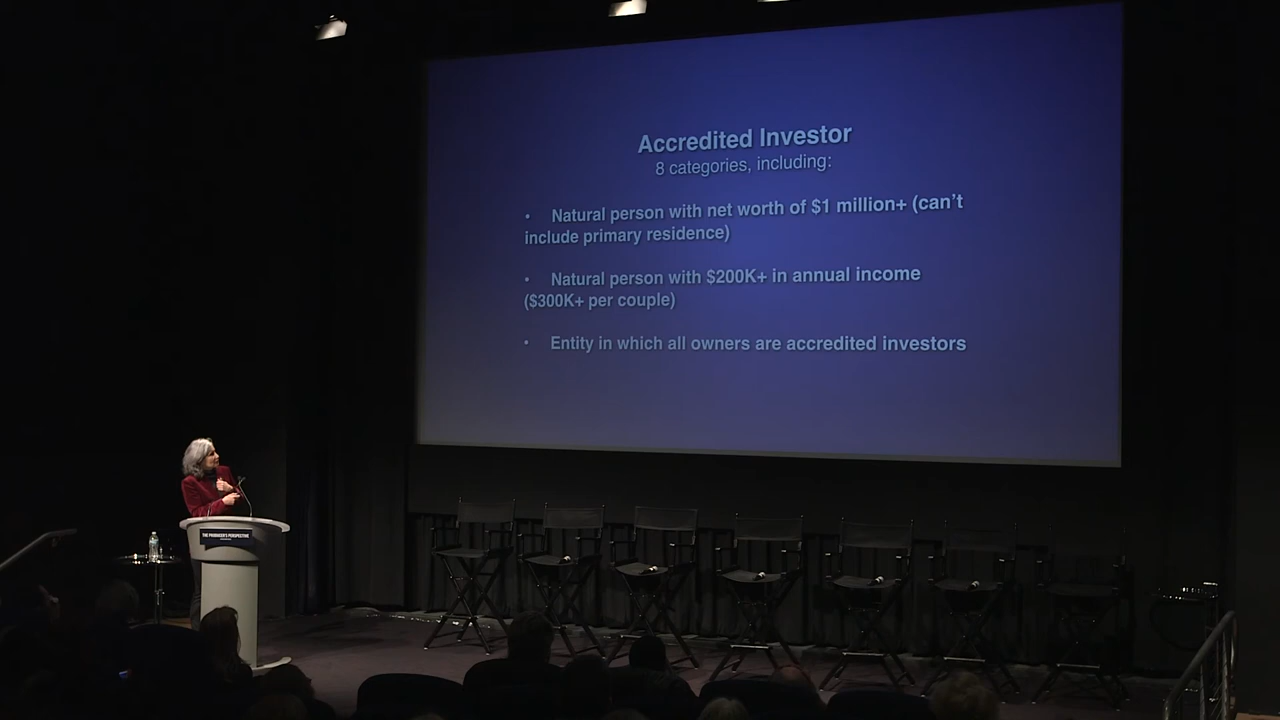 Accredited Investor
8 categories, including:
• Natural person with net worth of $1 million+ (can't
include primary residence)
• Natural person with $200K+ in annual income
($300K+ per couple)
• Entity in which all owners are accredited investors
THE PRODUCER'S PERSPECTIVE